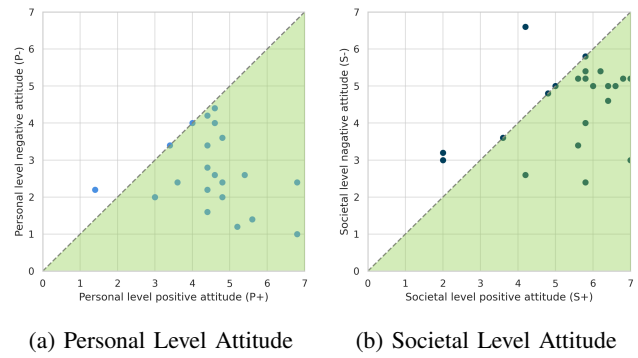 7
6
5
4
3
2
1
0
0 1 2 3 4 5 6 7
Personal level negative attitude (P-)
Personal level positive attitude (P+)
7
6
5
4
3
2
1
0
0 1 2 3 4 5 6 7
Societal level nagative attitude (S-)
Societal level positive attitude (S+)
(a) Personal Level Attitude
(b) Societal Level Attitude